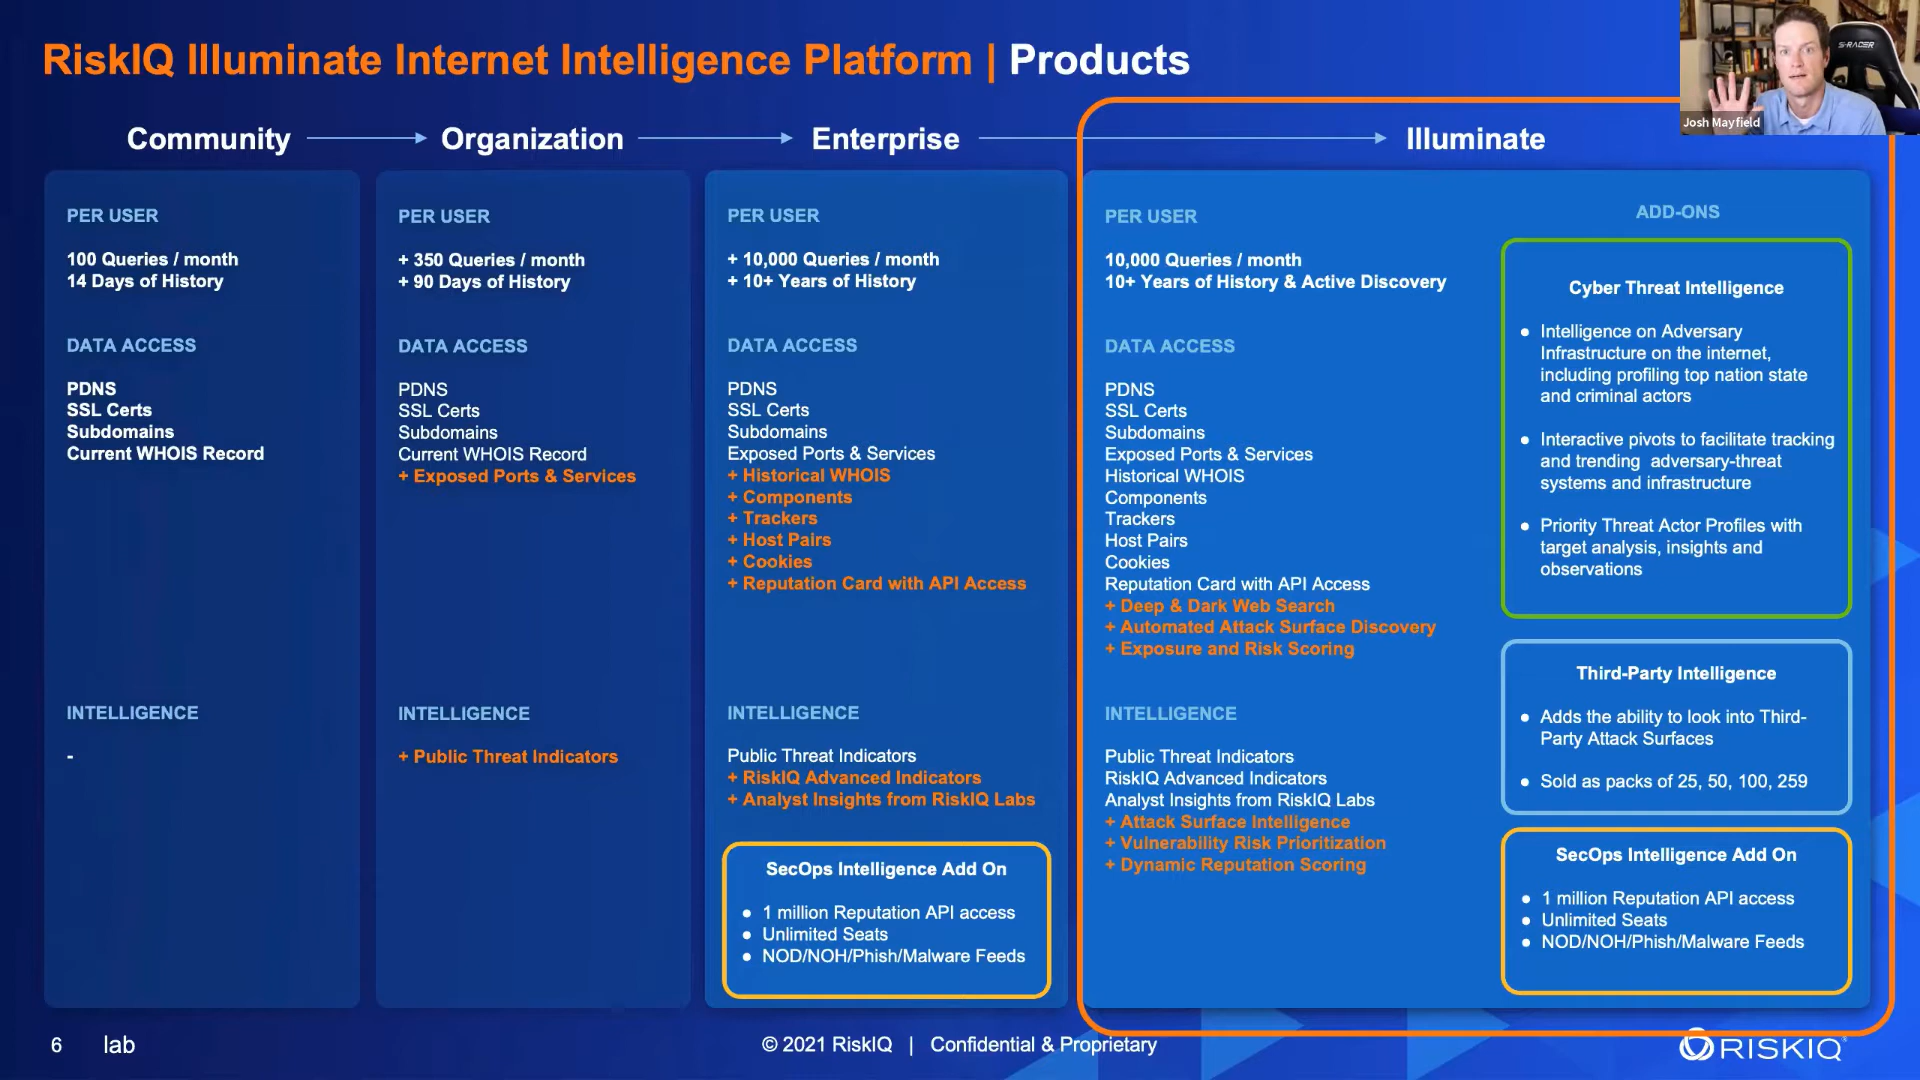 RiskIQ Illuminate Internet Intelligence Platform | Products
S-RACER
Josh Mayfield
Community
Organization
Enterprise
Illuminate
PER USER
100 Queries / month
14 Days of History
DATA ACCESS
PDNS
SSL Certs
Subdomains
Current WHOIS Record
INTELLIGENCE
-
PER USER
+ 350 Queries / month
+ 90 Days of History
DATA ACCESS
PDNS
SSL Certs
Subdomains
Current WHOIS Record
+ Exposed Ports & Services
INTELLIGENCE
+ Public Threat Indicators
PER USER
+ 10,000 Queries / month
+ 10+ Years of History
DATA ACCESS
PDNS
SSL Certs
Subdomains
Exposed Ports & Services
+ Historical WHOIS
+ Components
+ Trackers
+ Host Pairs
+ Cookies
+ Reputation Card with API Access
INTELLIGENCE
Public Threat Indicators
+ RiskIQ Advanced Indicators
+ Analyst Insights from RiskIQ Labs
SecOps Intelligence Add On
● 1 million Reputation API access
● Unlimited Seats
● NOD/NOH/Phish/Malware Feeds
PER USER
10,000 Queries / month
10+ Years of History & Active Discovery
DATA ACCESS
PDNS
SSL Certs
Subdomains
Exposed Ports & Services
Historical WHOIS
Components
Trackers
Host Pairs
Cookies
Reputation Card with API Access
+ Deep & Dark Web Search
+ Automated Attack Surface Discovery
+ Exposure and Risk Scoring
INTELLIGENCE
Public Threat Indicators
RiskIQ Advanced Indicators
Analyst Insights from RiskIQ Labs
+ Attack Surface Intelligence
+ Vulnerability Risk Prioritization
+ Dynamic Reputation Scoring
ADD-ONS
Cyber Threat Intelligence
● Intelligence on Adversary
Infrastructure on the internet,
including profiling top nation state
and criminal actors
● Interactive pivots to facilitate tracking
and trending adversary-threat
systems and infrastructure
● Priority Threat Actor Profiles with
target analysis, insights and
observations
Third-Party Intelligence
● Adds the ability to look into Third-
Party Attack Surfaces
● Sold as packs of 25, 50, 100, 259
SecOps Intelligence Add On
● 1 million Reputation API access
● Unlimited Seats
● NOD/NOH/Phish/Malware Feeds
6 lab
© 2021 RiskIQ | Confidential & Proprietary
RISKIQ